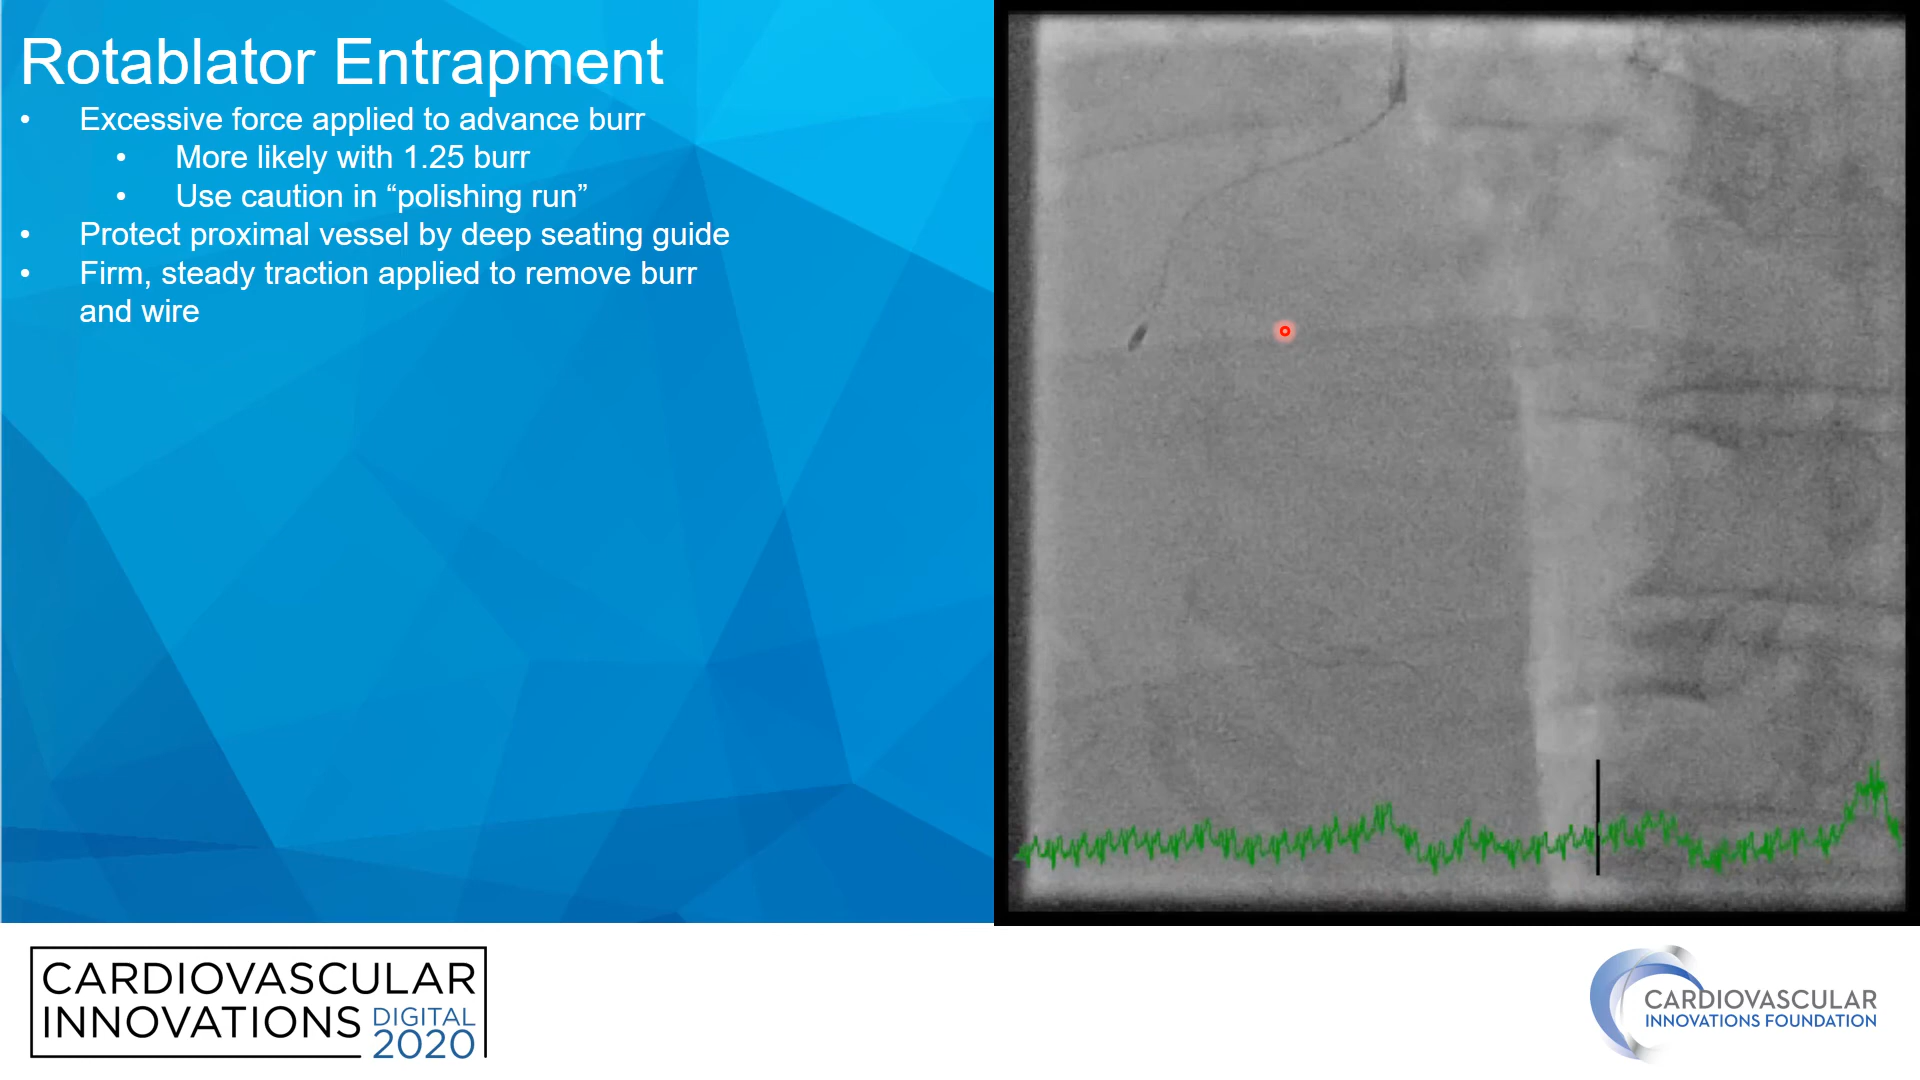 Rotablator Entrapment
• Excessive force applied to advance burr
• More likely with 1.25 burr
• Use caution in “polishing run”
• Protect proximal vessel by deep seating guide
• Firm, steady traction applied to remove burr
and wire
CARDIOVASCULAR
INNOVATIONS DIGITAL
2020
CARDIOVASCULAR
INNOVATIONS FOUNDATION